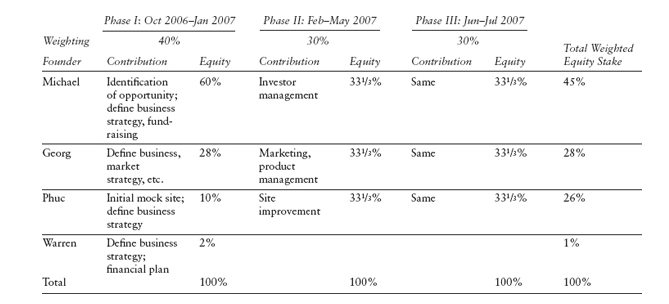 Phase I: Oct 2006–Jan 2007 Phase II: Feb–May 2007 Phase III: Jun–Jul 2007
Weighting 40% 30% 30%
Total Weighted
Founder Contribution Equity Contribution Equity Contribution Equity Equity Stake
Michael Identification 60% Investor 33¹/₃% Same 33¹/₃% 45%
of opportunity; management
define business
strategy, fund-
raising
Georg Define business, 28% Marketing, 33¹/₃% Same 33¹/₃% 28%
market product
strategy, etc. management
Phuc Initial mock site; 10% Site 33¹/₃% Same 33¹/₃% 26%
define business improvement
strategy
Warren Define business 2% 1%
strategy;
financial plan
Total 100% 100% 100% 100%